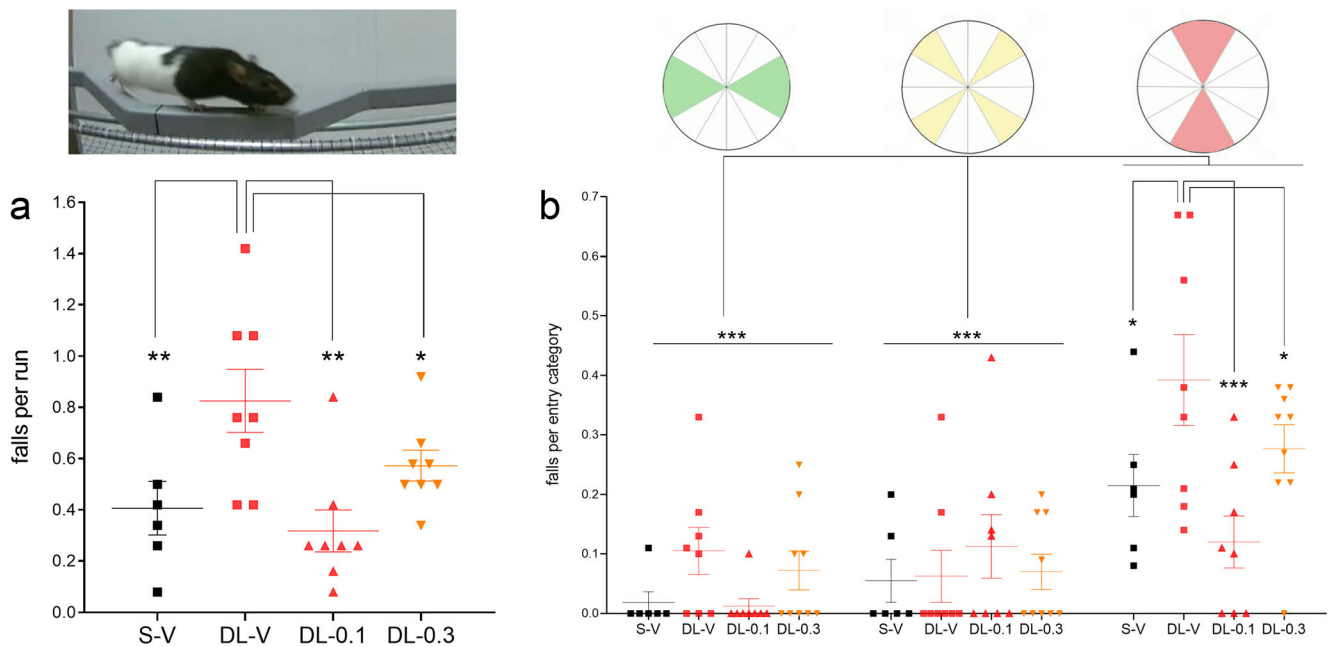 a
falls per run
1.6
1.4
1.2
1.0
0.8
0.6
0.4
0.2
0.0
** ** *
S-V DL-V DL-0.1 DL-0.3
b
falls per entry category
0.7
0.6
0.5
0.4
0.3
0.2
0.1
0.0
*** *** * *** *
S-V DL-V DL-0.1 DL-0.3 S-V DL-V DL-0.1 DL-0.3 S-V DL-V DL-0.1 DL-0.3